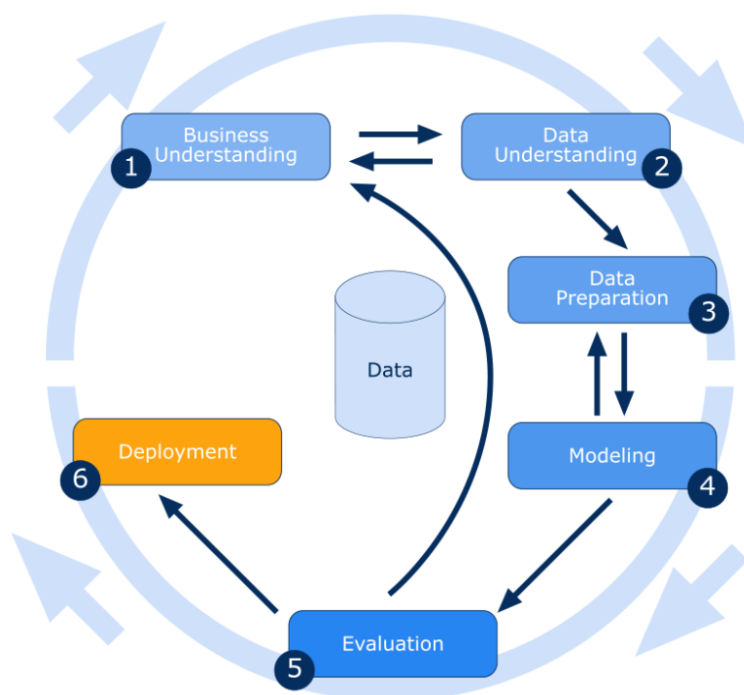 Business
Understanding
1
Data
Understanding
2
Data
Preparation
3
Data
Deployment
6
Modeling
4
Evaluation
5